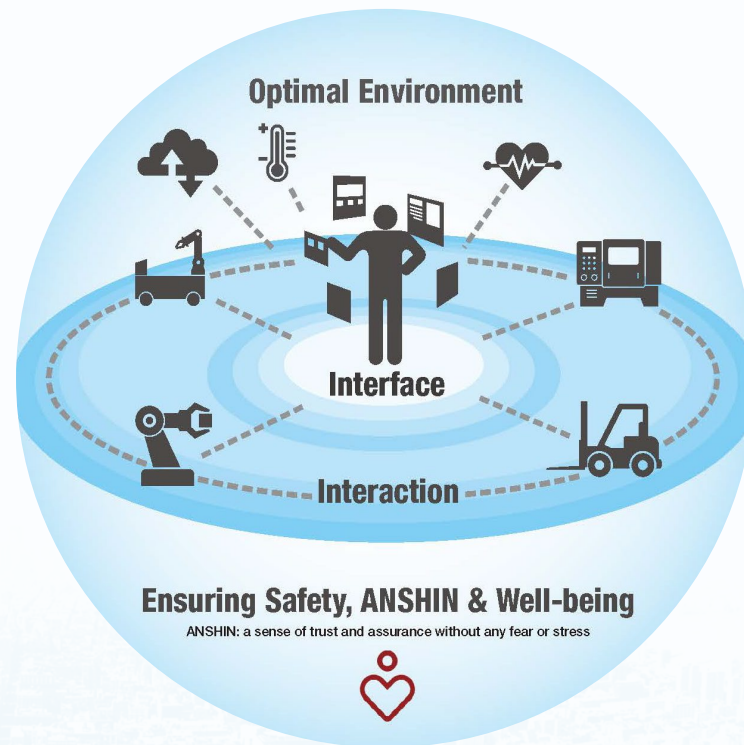 Optimal Environment
Interface
Interaction
Ensuring Safety, ANSHIN & Well-being
ANSHIN: a sense of trust and assurance without any fear or stress